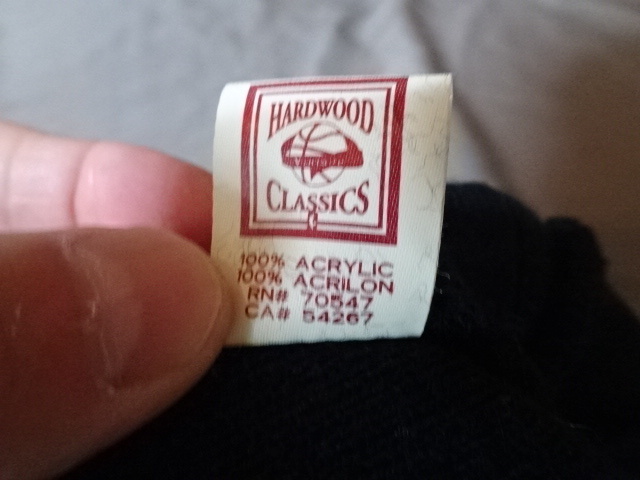 HARDWOOD
CLASSICS
100% ACRYLIC
100% ACRILON
RN# 70547
CA# 54267